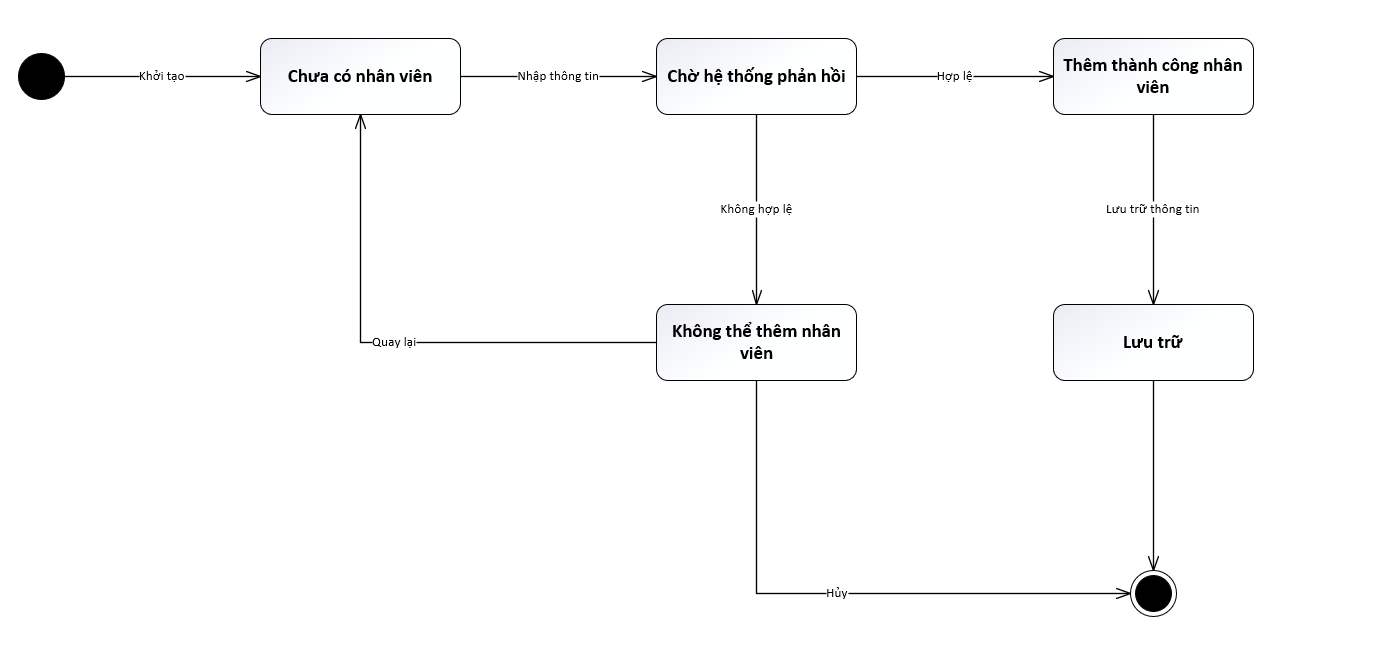 Khởi tạo
Chưa có nhân viên
Nhập thông tin
Chờ hệ thống phản hồi
Hợp lệ
Thêm thành công nhân
viên
Không hợp lệ
Lưu trữ thông tin
Quay lại
Không thể thêm nhân
viên
Lưu trữ
Hủy